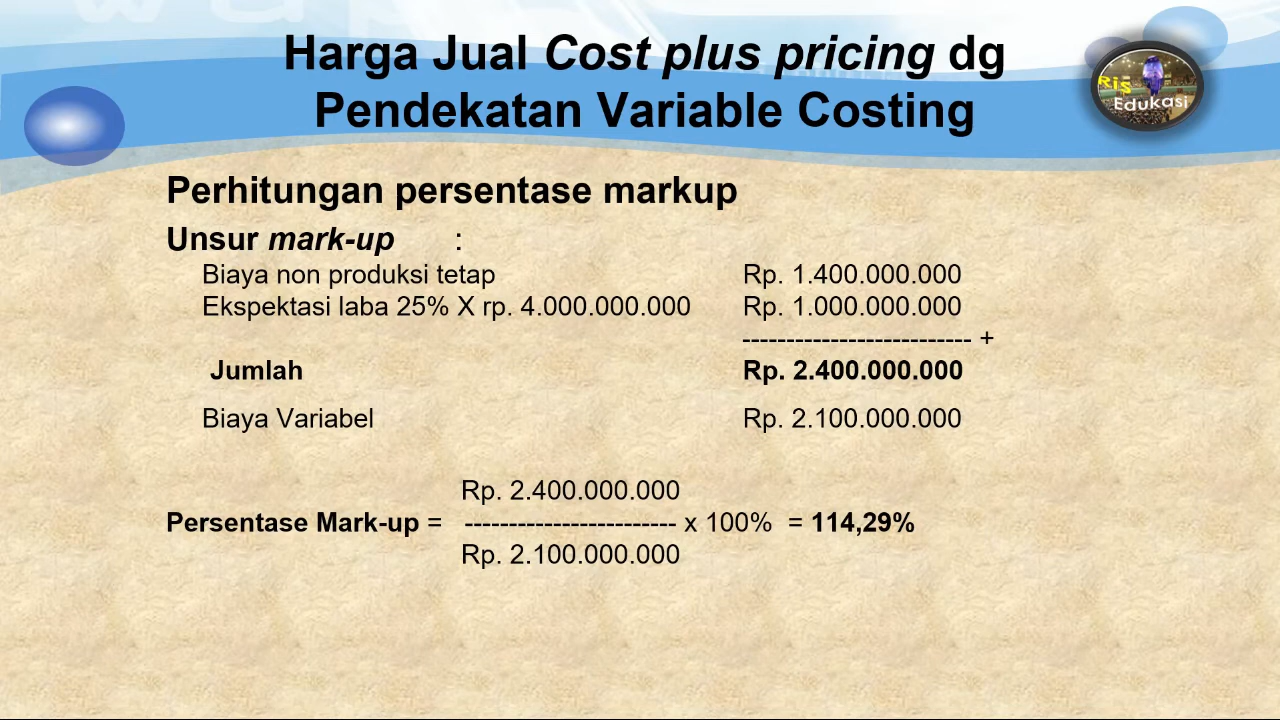 Harga Jual Cost plus pricing dg
Pendekatan Variable Costing
Ris
Edukasi
Perhitungan persentase markup
Unsur mark-up :
Biaya non produksi tetap Rp. 1.400.000.000
Ekspektasi laba 25% X rp. 4.000.000.000 Rp. 1.000.000.000
-------------------------- +
Jumlah Rp. 2.400.000.000
Biaya Variabel Rp. 2.100.000.000
Rp. 2.400.000.000
Persentase Mark-up = ------------------------ x 100% = 114,29%
Rp. 2.100.000.000